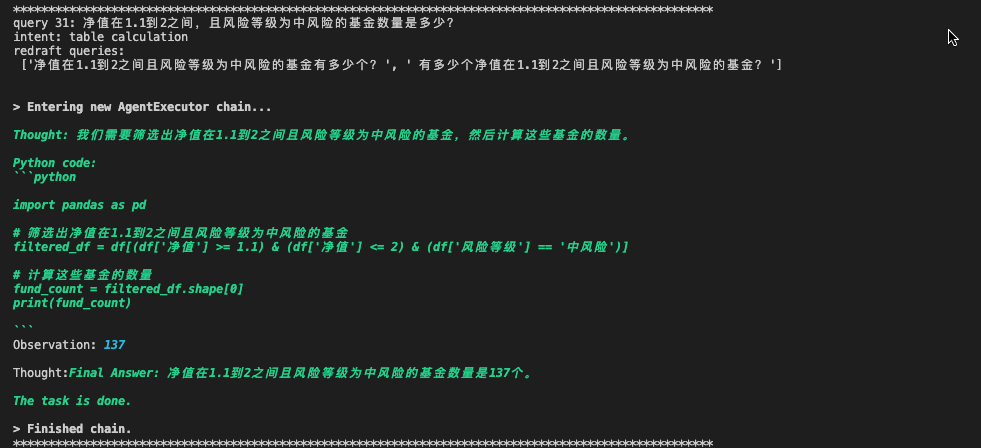 ****************************************************************************************************
query 31: 净值在1.1到2之间, 且风险等级为中风险的基金数量是多少?
intent: table calculation
redraft queries:
['净值在1.1到2之间且风险等级为中风险的基金有多少个? ', ' 有多少个净值在1.1到2之间且风险等级为中风险的基金? ']
> Entering new AgentExecutor chain...
Thought: 我们需要筛选出净值在1.1到2之间且风险等级为中风险的基金, 然后计算这些基金的数量。
Python code:
```python
import pandas as pd
# 筛选出净值在1.1到2之间且风险等级为中风险的基金
filtered_df = df[(df['净值'] >= 1.1) & (df['净值'] <= 2) & (df['风险等级'] == '中风险')]
# 计算这些基金的数量
fund_count = filtered_df.shape[0]
print(fund_count)
```
Observation: 137
Thought:Final Answer: 净值在1.1到2之间且风险等级为中风险的基金数量是137个。
The task is done.
> Finished chain.
****************************************************************************************************